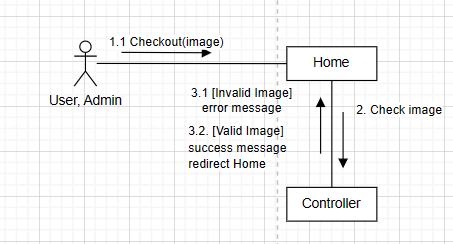 1.1 Checkout(image)
Home
User, Admin
3.1 [Invalid Image]
error message
2. Check image
3.2. [Valid Image]
success message
redirect Home
Controller